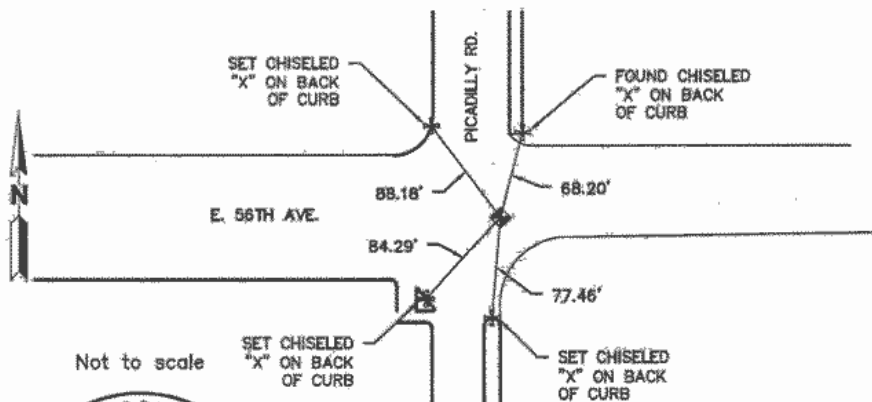 SET CHISELED
"X" ON BACK
OF CURB
PICADILLY RD.
FOUND CHISELED
"X" ON BACK
OF CURB
N
88.18'
68.20'
E. 56TH AVE.
84.29'
77.46'
SET CHISELED
"X" ON BACK
OF CURB
Not to scale
SET CHISELED
"X" ON BACK
OF CURB